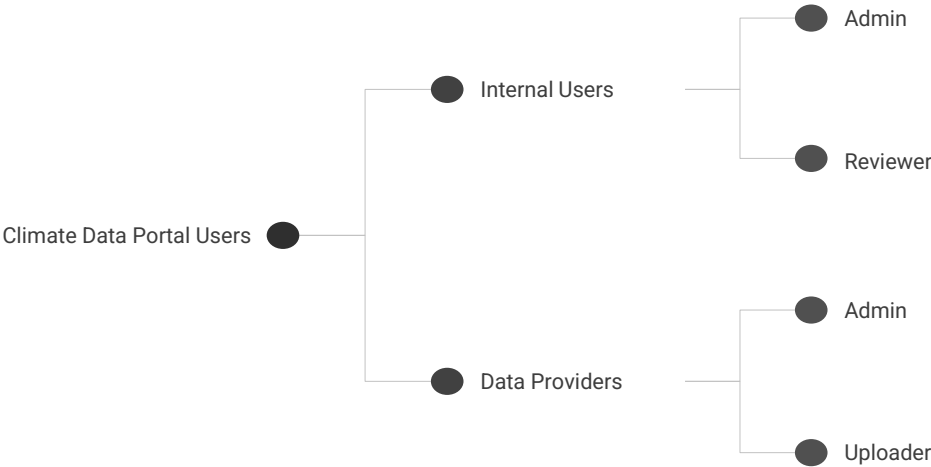 Admin
Internal Users
Reviewer
Climate Data Portal Users
Admin
Data Providers
Uploader